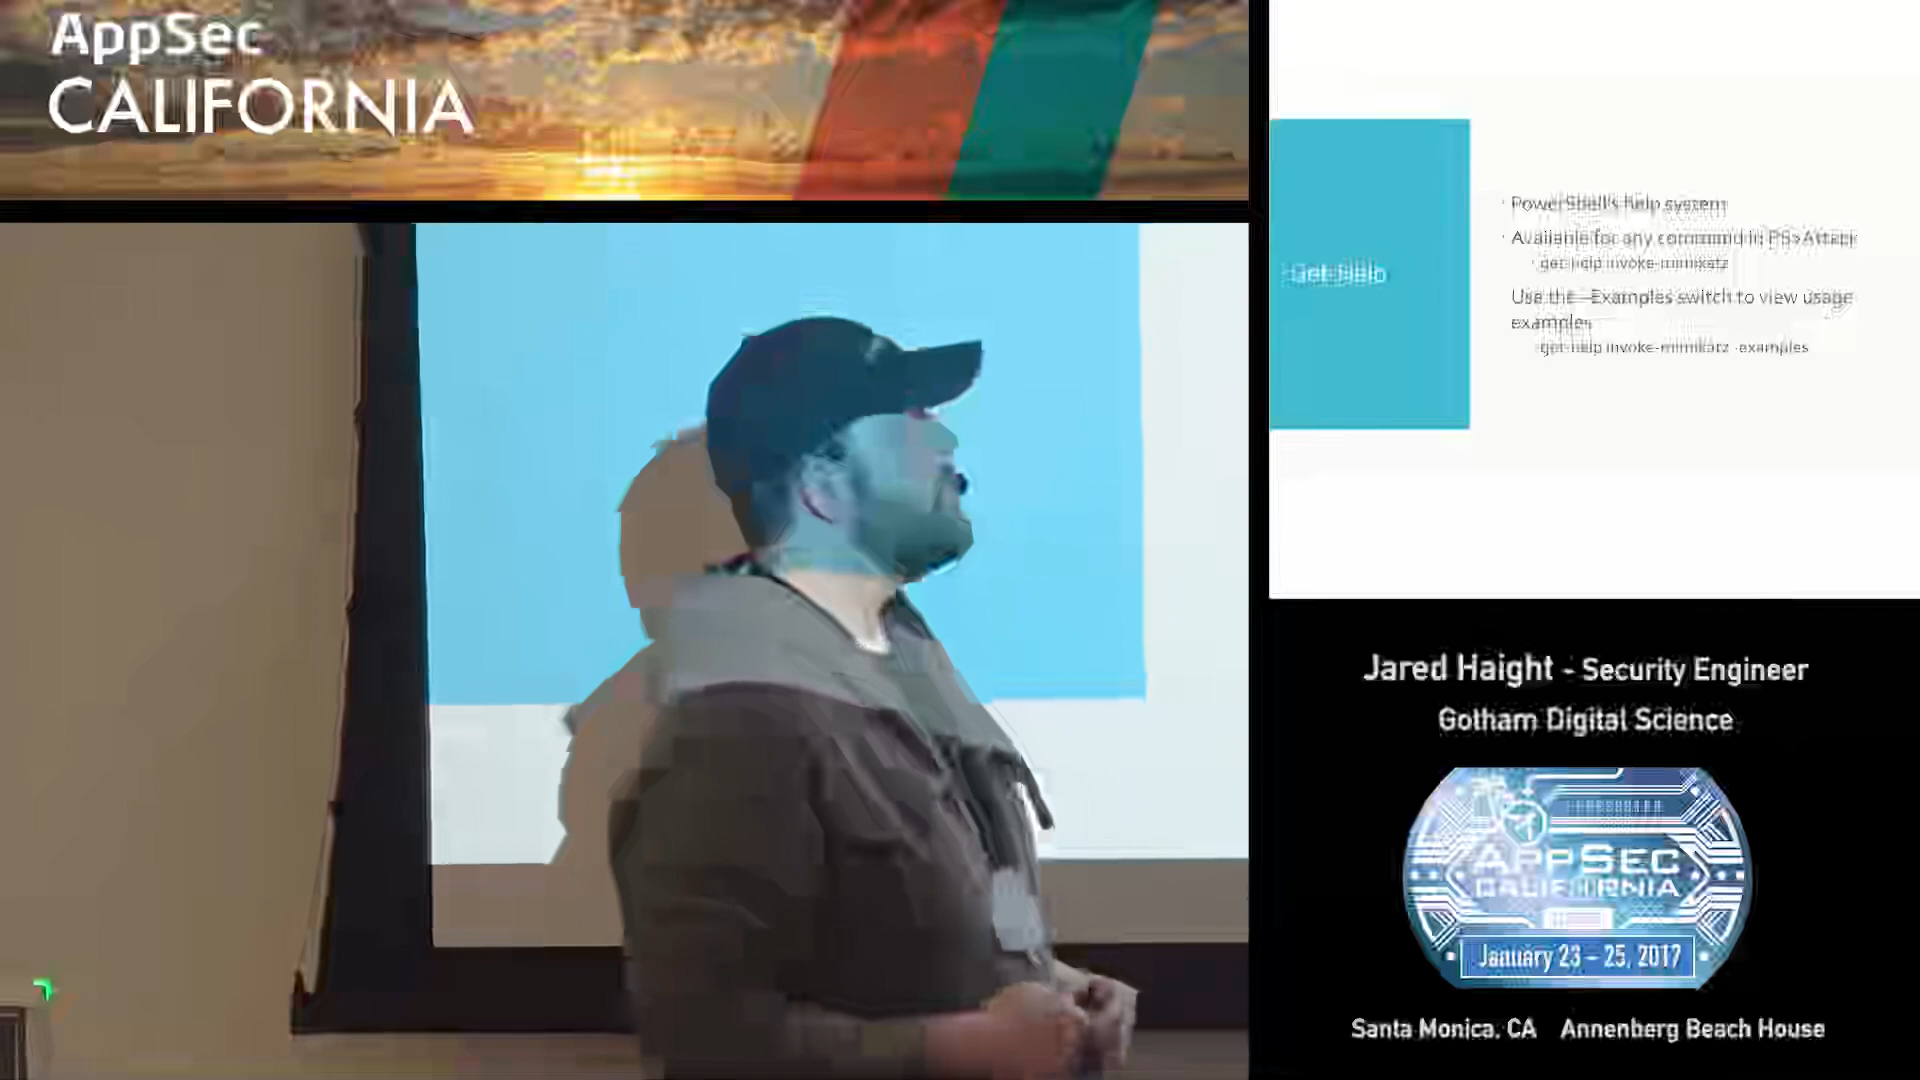 AppSec
CALIFORNIA
Get-Help
PowerShell's help system
Available for any command in PS>Attack
get-help invoke-mimikatz
Use the –Examples switch to view usage
examples
get-help invoke-mimikatz -examples
Jared Haight - Security Engineer
Gotham Digital Science
APPSEC
CALIFORNIA
January 23 – 25, 2017
Santa Monica, CA Annenberg Beach House